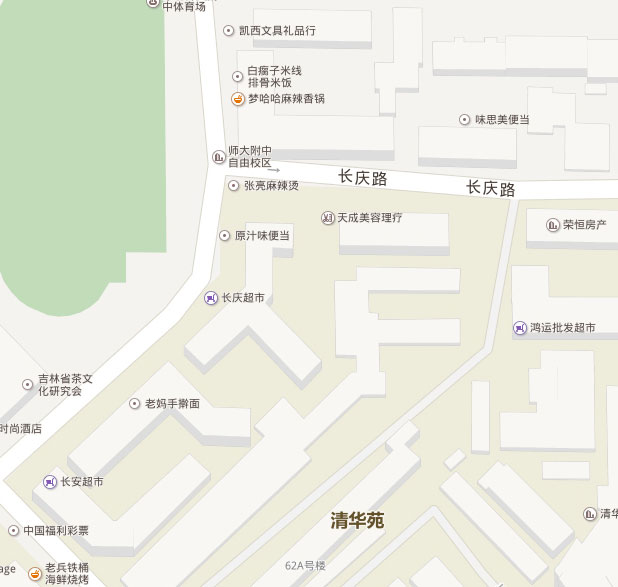 中体育场
凯西文具礼品行
白瘸子米线
排骨米饭
梦哈哈麻辣香锅
味思美便当
师大附中
自由校区
长庆路
长庆路
张亮麻辣烫
天成美容理疗
荣恒房产
原汁味便当
长庆超市
鸿运批发超市
吉林省茶文
化研究会
老妈手擀面
时尚酒店
长安超市
清华苑
清华
中国福利彩票
62A号楼
age
老兵铁桶
海鲜烧烤